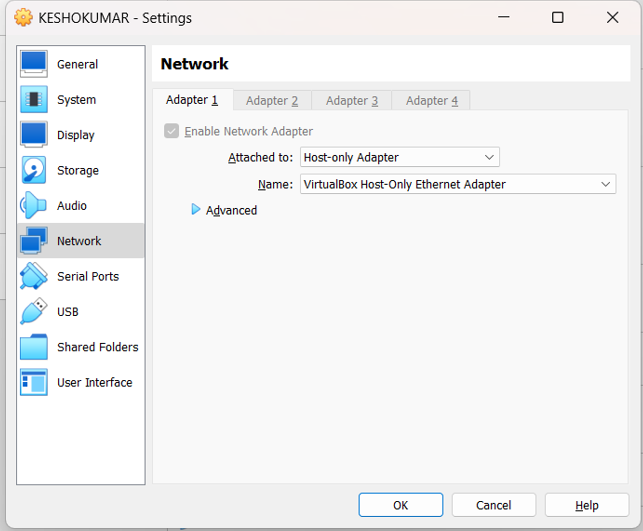 KESHOKUMAR - Settings
General
System
Display
Storage
Audio
Network
Serial Ports
USB
Shared Folders
User Interface
Network
Adapter 1 Adapter 2 Adapter 3 Adapter 4
Enable Network Adapter
Attached to: Host-only Adapter
Name: VirtualBox Host-Only Ethernet Adapter
Advanced
OK Cancel Help